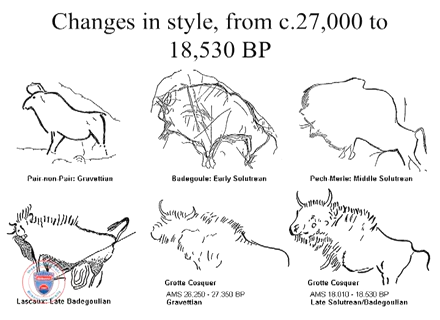 Changes in style, from c.27,000 to
18,530 BP
Pair-non-Pair: Gravettian
Budegoule: Early Solutrean
Pech-Merle: Middle Solutrean
Lascaux: Late Badegoulian
Grotte Cosquer
AMS 26.250 - 27.350 BP
Gravettian
Grotte Cosquer
AMS 18.010 - 18.530 BP
Late Solutrean/Badegoulian